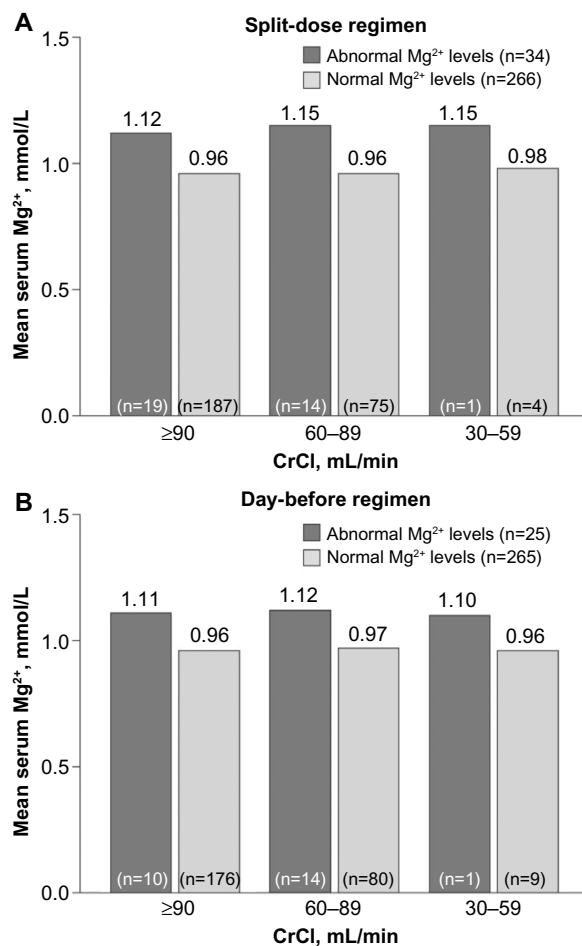 A
Split-dose regimen
Abnormal Mg²⁺ levels (n=34)
Normal Mg²⁺ levels (n=266)
Mean serum Mg²⁺, mmol/L
1.5
1.0
0.5
0.0
1.12
0.96
1.15
0.96
1.15
0.98
(n=19)
(n=187)
(n=14)
(n=75)
(n=1)
(n=4)
≥90
60–89
30–59
CrCl, mL/min
B
Day-before regimen
Abnormal Mg²⁺ levels (n=25)
Normal Mg²⁺ levels (n=265)
Mean serum Mg²⁺, mmol/L
1.5
1.0
0.5
0.0
1.11
0.96
1.12
0.97
1.10
0.96
(n=10)
(n=176)
(n=14)
(n=80)
(n=1)
(n=9)
≥90
60–89
30–59
CrCl, mL/min